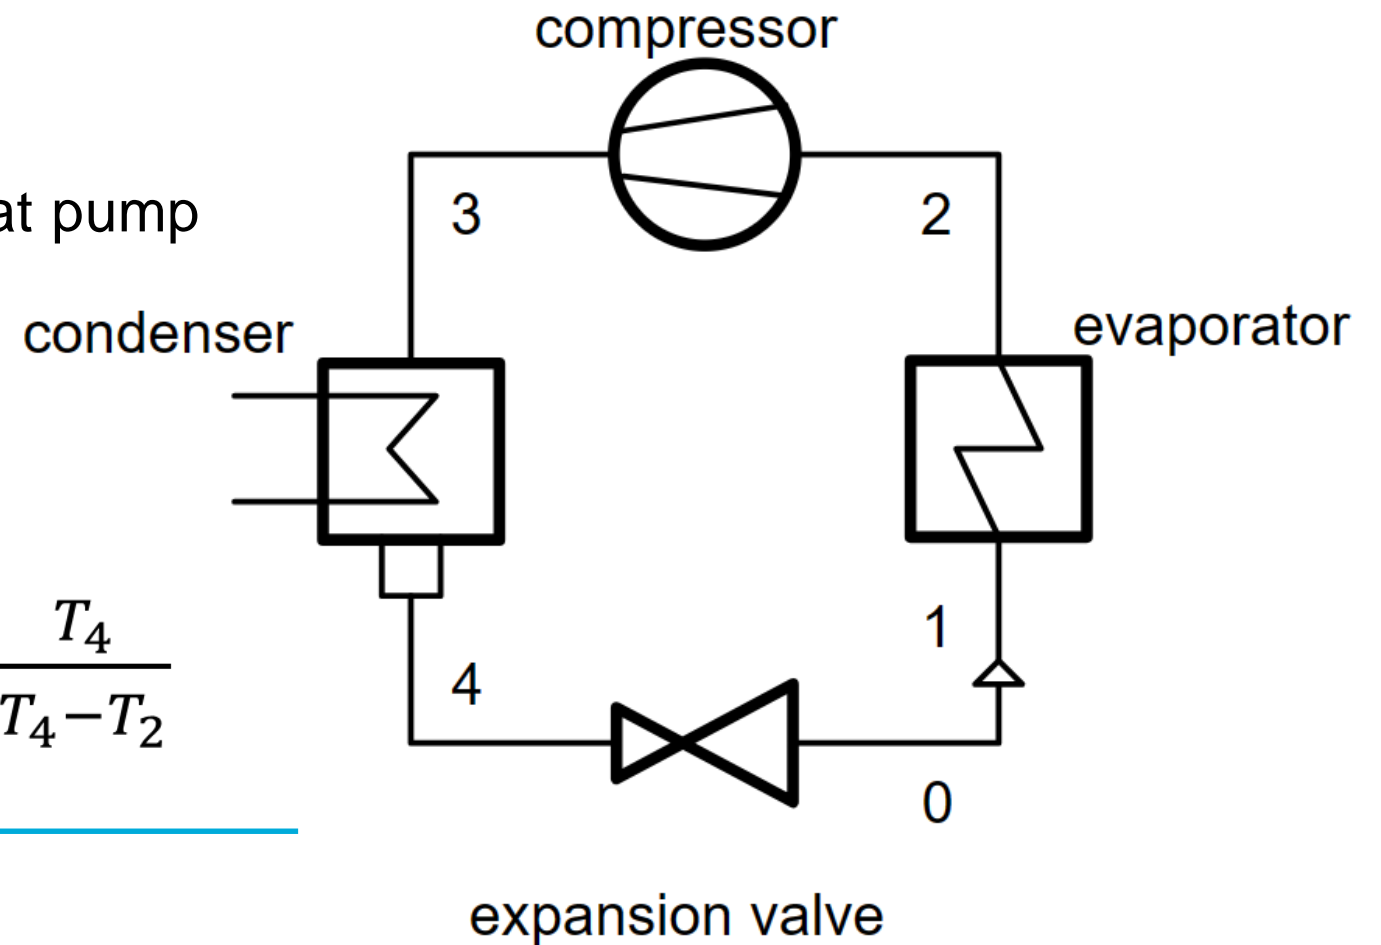 compressor
at pump
3
2
condenser
evaporator
T₄
T₄−T₂
1
4
0
expansion valve